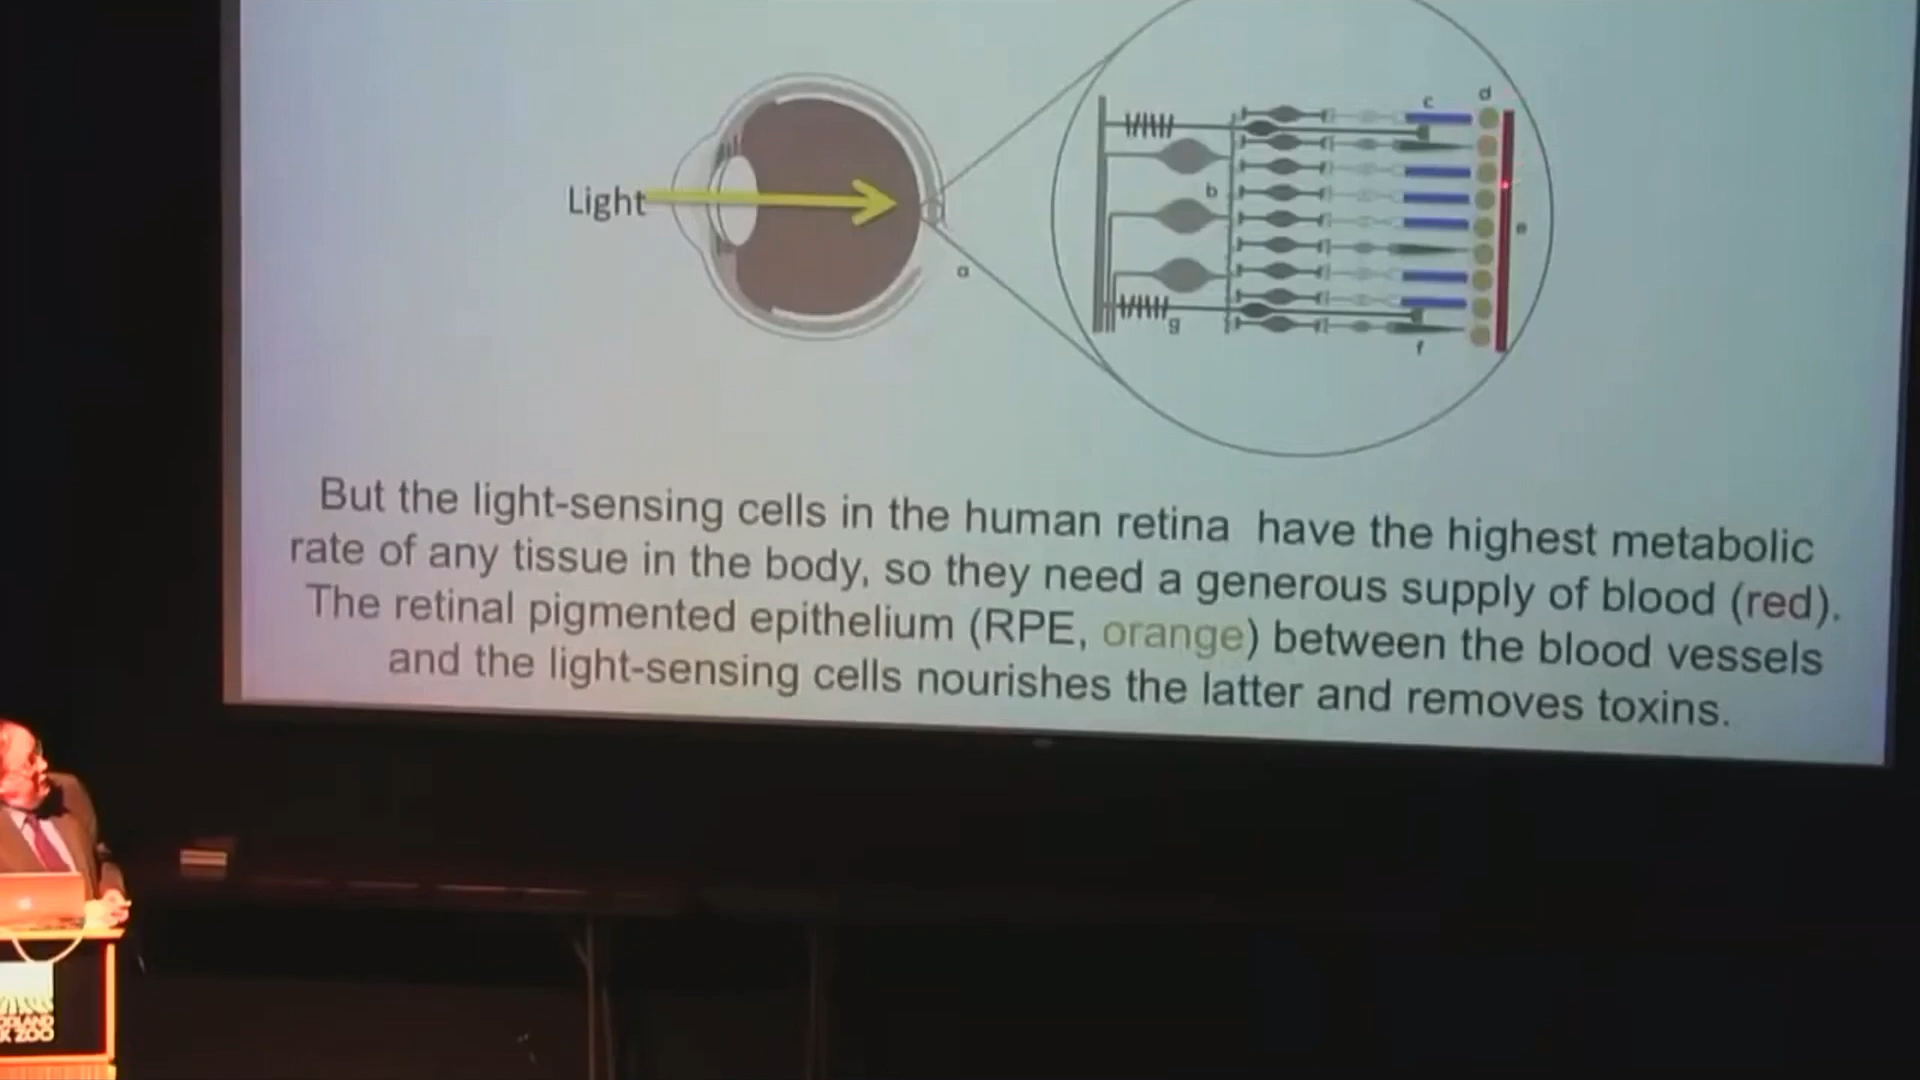 c
d
Light
b
e
a
g
f
But the light-sensing cells in the human retina have the highest metabolic
rate of any tissue in the body, so they need a generous supply of blood (red).
The retinal pigmented epithelium (RPE, orange) between the blood vessels
and the light-sensing cells nourishes the latter and removes toxins.
ZOO